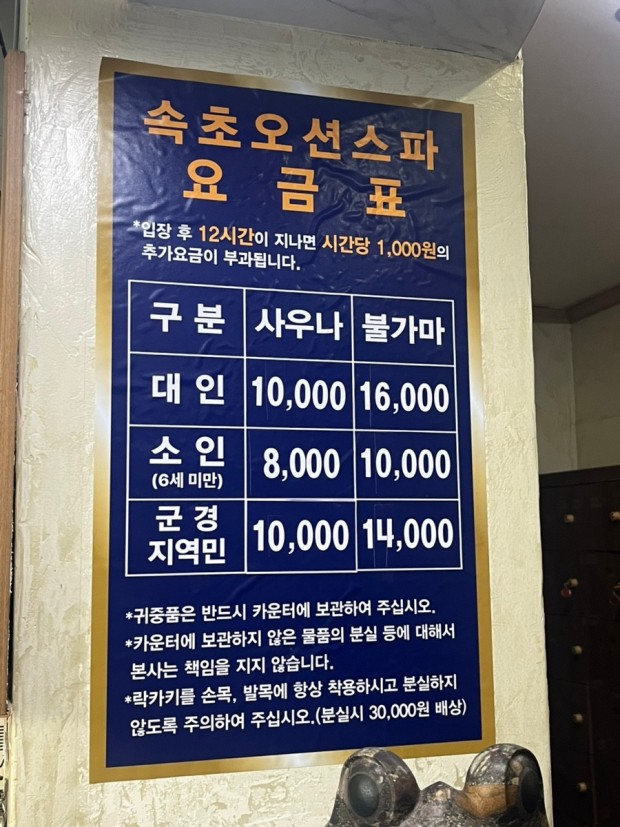 속초오션스파
요금표
*입장 후 12시간이 지나면 시간당 1,000원의
추가요금이 부과됩니다.
구분 사우나 불가마
대인 10,000 16,000
소인 8,000 10,000
(6세 미만)
군경
지역민 10,000 14,000
*귀중품은 반드시 카운터에 보관하여 주십시오.
*카운터에 보관하지 않은 물품의 분실 등에 대해서
본사는 책임을 지지 않습니다.
*락카키를 손목, 발목에 항상 착용하시고 분실하지
않도록 주의하여 주십시오.(분실시 30,000원 배상)